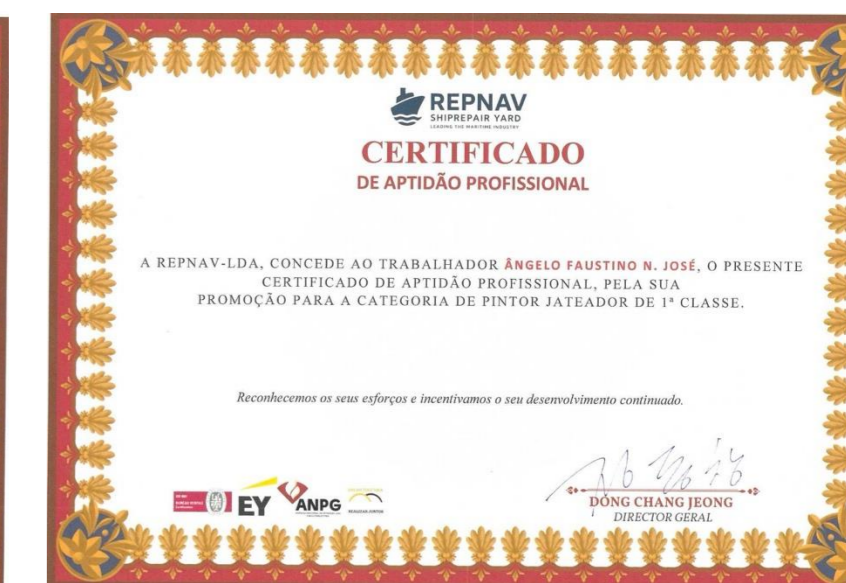 REPNAV
SHIPREPAIR YARD
LEADING THE MARITIME INDUSTRY
CERTIFICADO
DE APTIDÃO PROFISSIONAL
A REPNAV-LDA, CONCEDE AO TRABALHADOR ÂNGELO FAUSTINO N. JOSÉ, O PRESENTE
CERTIFICADO DE APTIDÃO PROFISSIONAL, PELA SUA
PROMOÇÃO PARA A CATEGORIA DE PINTOR JATEADOR DE 1ª CLASSE.
Reconhecemos os seus esforços e incentivamos o seu desenvolvimento continuado.
EY
ANPG
DONG CHANG JEONG
DIRECTOR GERAL